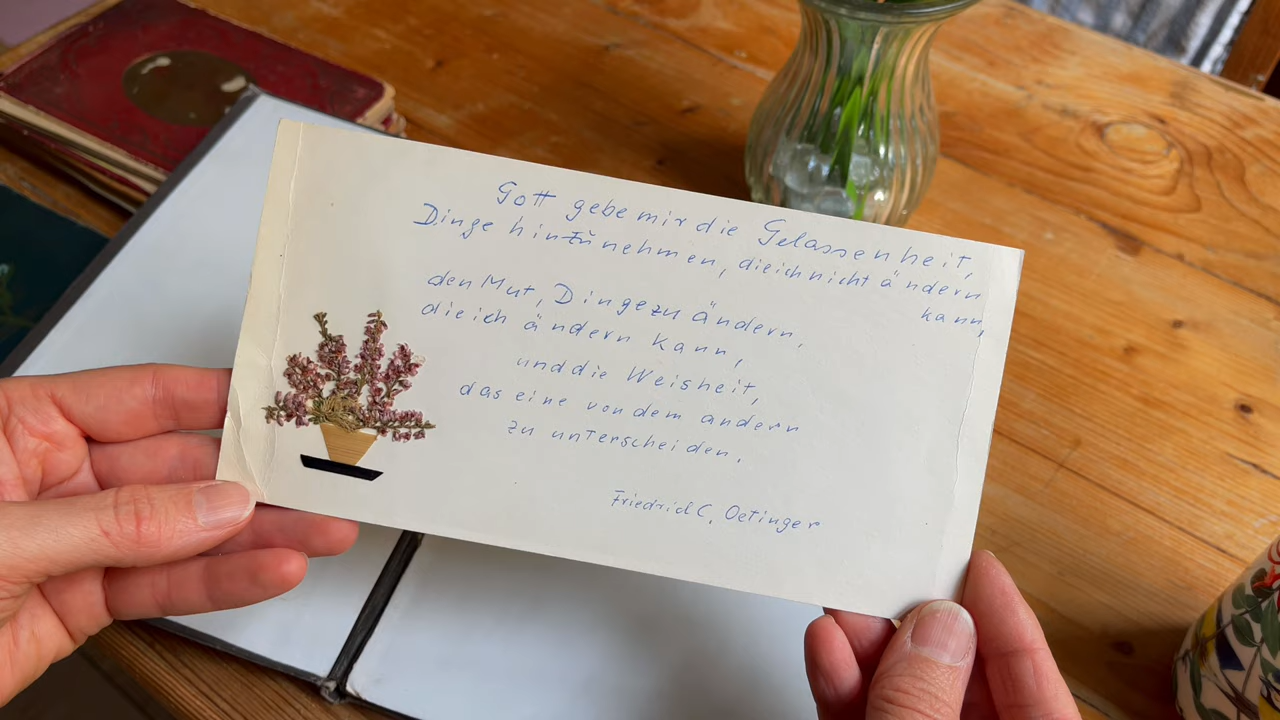 Gott gebe mir die Gelassenheit,
Dinge hinzunehmen, die ich nicht ändern
kann,
den Mut, Dinge zu ändern,
die ich ändern kann,
und die Weisheit,
das eine von dem andern
zu unterscheiden.
Friedrich C. Oetinger